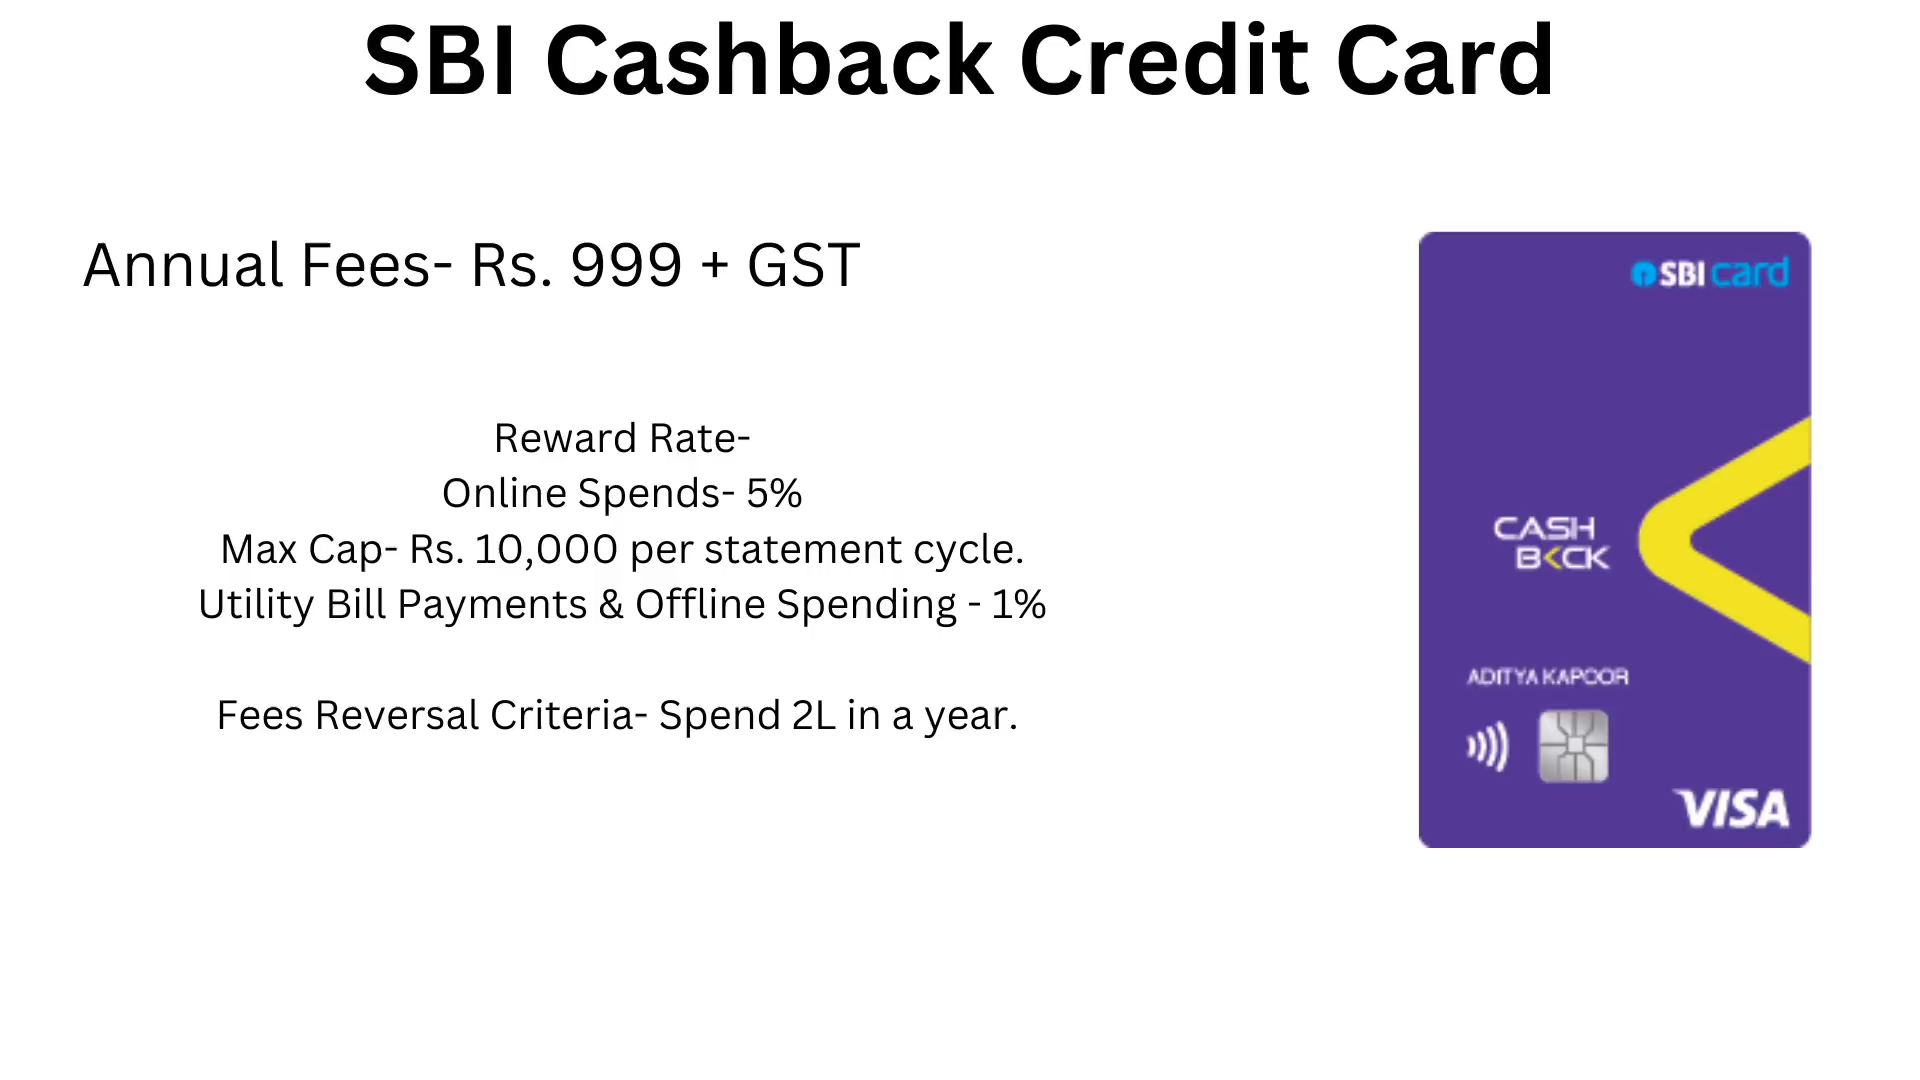 SBI Cashback Credit Card
Annual Fees- Rs. 999 + GST
Reward Rate-
Online Spends- 5%
Max Cap- Rs. 10,000 per statement cycle.
Utility Bill Payments & Offline Spending - 1%
Fees Reversal Criteria- Spend 2L in a year.
SBI card
CASH
B<CK
ADITYA KAPOOR
VISA